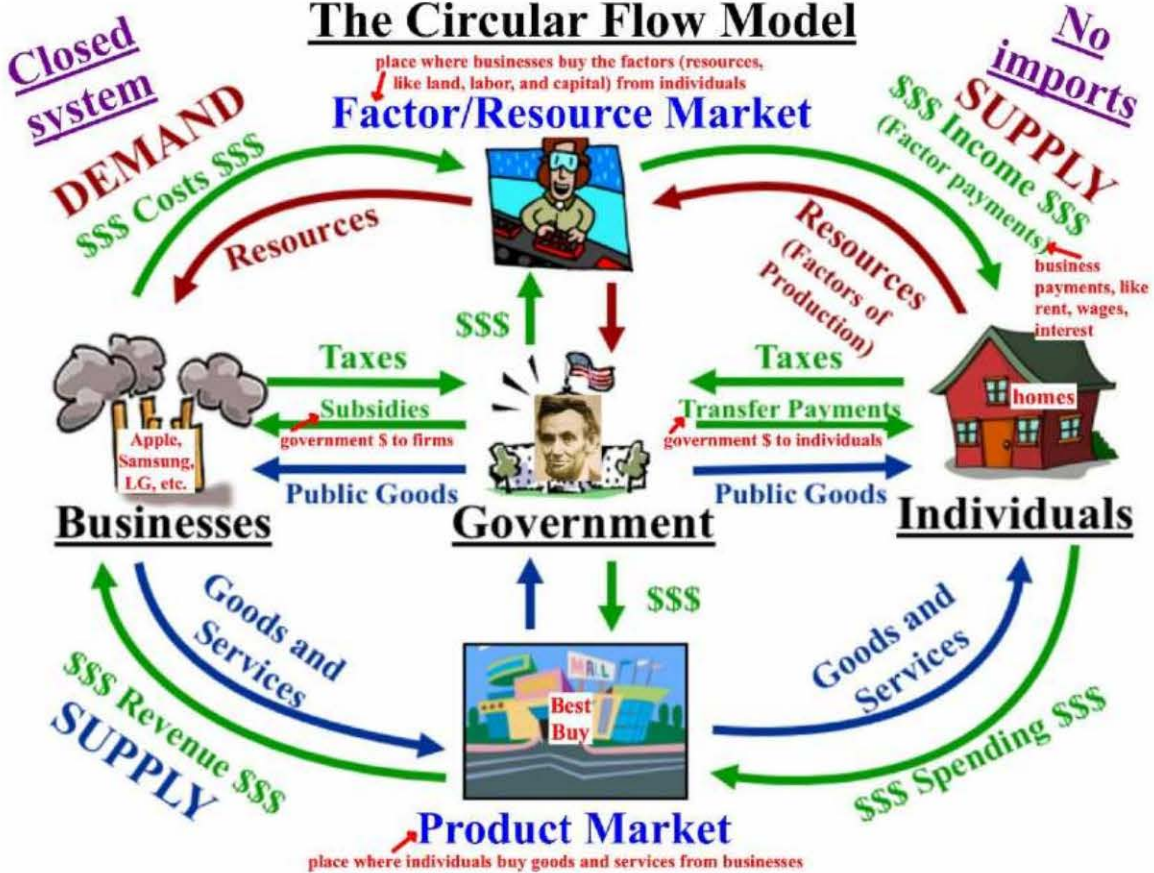 The Circular Flow Model
Closed
system
No
imports
place where businesses buy the factors (resources,
like land, labor, and capital) from individuals
Factor/Resource Market
DEMAND
$$$ Costs $$$
Resources
SUPPLY
$$$ Income $$$
(Factor payments)
Resources
(Factors of
Production)
business
payments, like
rent, wages,
interest
$$$
Taxes
Subsidies
government $ to firms
Public Goods
Taxes
Transfer Payments
government $ to individuals
Public Goods
homes
Apple,
Samsung,
LG, etc.
Businesses
Government
Individuals
Goods and
Services
$$$ Revenue $$$
SUPPLY
$$$
MALL
Best
Buy
Goods and
Services
$$$ Spending $$$
Product Market
place where individuals buy goods and services from businesses